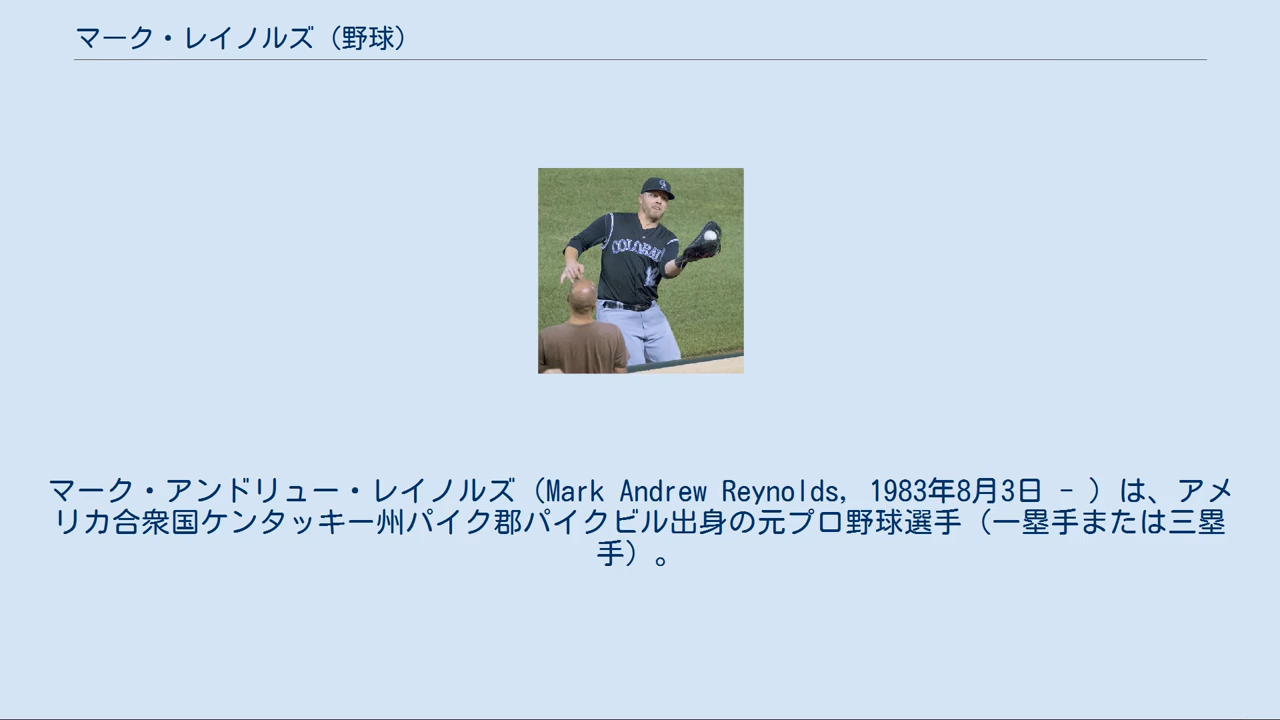 マーク・レイノルズ（野球）
COLORA
マーク・アンドリュー・レイノルズ（Mark Andrew Reynolds, 1983年8月3日 - ）は、アメ
リカ合衆国ケンタッキー州パイク郡パイクビル出身の元プロ野球選手（一塁手または三塁
手）。